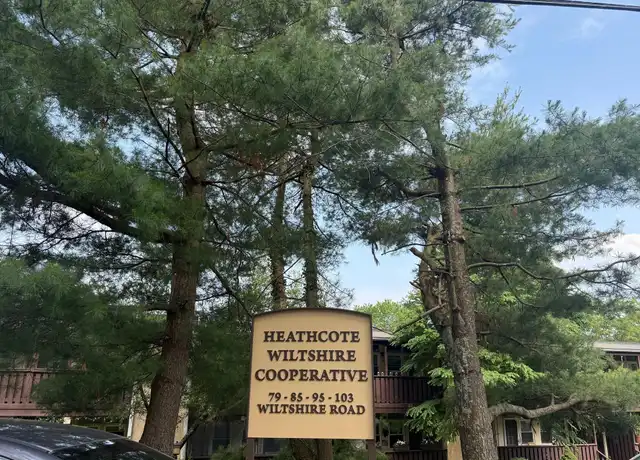 HEATHCOTE
WILTSHIRE
COOPERATIVE
79 - 85 - 95 - 103
WILTSHIRE ROAD